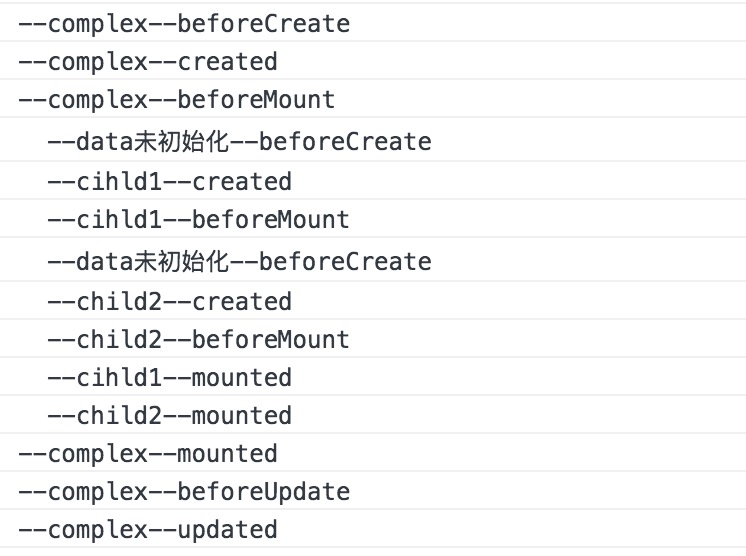 --complex--beforeCreate
--complex--created
--complex--beforeMount
--data未初始化--beforeCreate
--cihld1--created
--cihld1--beforeMount
--data未初始化--beforeCreate
--child2--created
--child2--beforeMount
--cihld1--mounted
--child2--mounted
--complex--mounted
--complex--beforeUpdate
--complex--updated